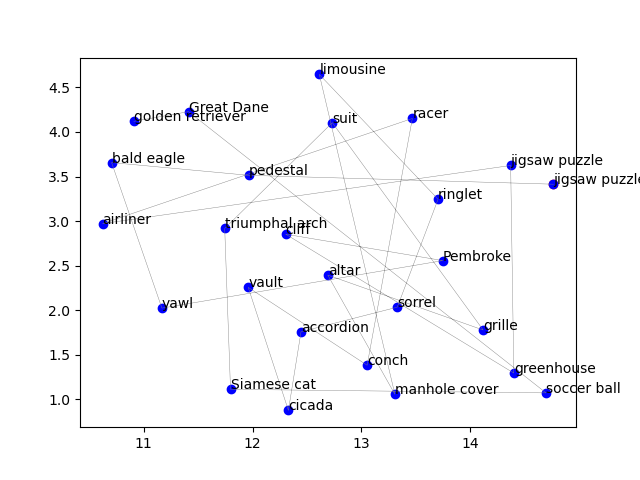 limousine
4.5
Great Dane
golden retriever
suit
racer
4.0
bald eagle
jigsaw puzzle
3.5
pedestal
jigsaw puzzle
ringlet
3.0
airliner
triumphal arch
cliff
2.5
Pembroke
altar
vault
2.0
yawl
sorrel
accordion
grille
1.5
conch
greenhouse
Siamese cat
manhole cover
soccer ball
1.0
cicada
11
12
13
14